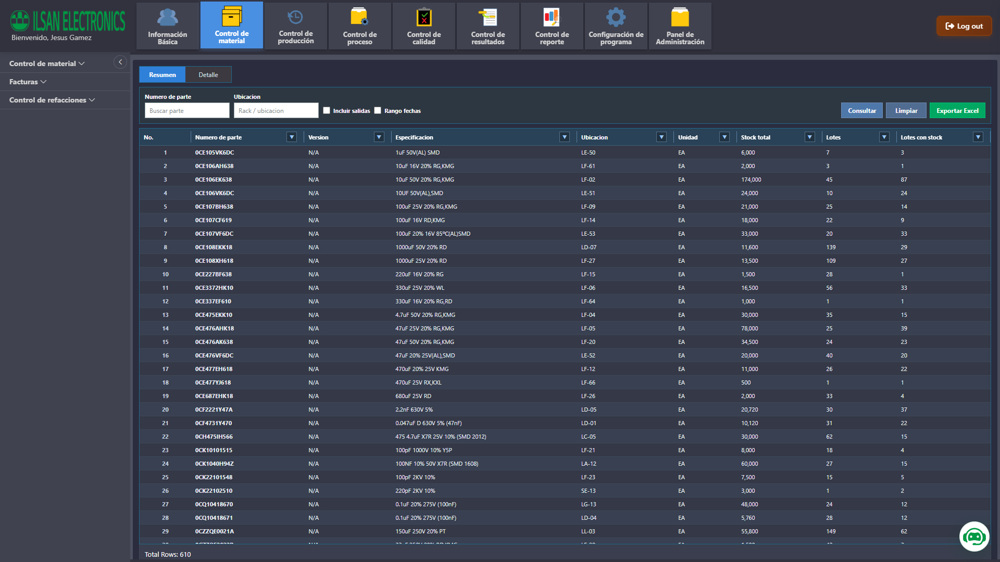 ILSAN ELECTRONICS
Bienvenido, Jesus Gamez
Información Básica
Control de material
Control de producción
Control de proceso
Control de calidad
Control de resultados
Control de reporte
Configuración de programa
Panel de Administración
Log out
Control de material
Facturas
Control de refacciones
Resumen Detalle
Numero de parte Ubicacion
Buscar parte Rack / ubicacion Incluir salidas Rango fechas Consultar Limpiar Exportar Excel
No. Numero de parte Version Especificacion Ubicacion Unidad Stock total Lotes Lotes con stock
1 0CE105VK6DC N/A 1uF 50V(AL) SMD LE-50 EA 6,000 7 3
2 0CE106AH638 N/A 10uF 16V 20% RG,KMG LF-61 EA 2,000 3 1
3 0CE106EK638 N/A 10uF 50V 20% RG,KMG LF-02 EA 174,000 45 87
4 0CE106VK6DC N/A 10UF 50V(AL),SMD LE-51 EA 24,000 10 24
5 0CE107BH638 N/A 100uF 25V 20% RG,KMG LF-09 EA 21,000 25 14
6 0CE107CF619 N/A 100uF 16V RD,KMG LF-14 EA 18,000 22 9
7 0CE107VF6DC N/A 100uF 20% 16V 85ºC(AL)SMD LE-53 EA 33,000 20 33
8 0CE108EKK18 N/A 1000uF 50V 20% RD LD-07 EA 11,600 139 29
9 0CE108XH618 N/A 1000uF 25V 20% RD LF-27 EA 13,500 109 27
10 0CE227BF638 N/A 220uF 16V 20% RG LF-15 EA 1,500 28 1
11 0CE3372HK10 N/A 330uF 25V 20% WL LF-06 EA 16,500 56 33
12 0CE337EF610 N/A 330uF 16V 20% RG,RD LF-64 EA 1,000 1 1
13 0CE475EKK10 N/A 4.7uF 50V 20% RG,KMG LF-04 EA 30,000 35 15
14 0CE476AHK18 N/A 47uF 25V 20% RG,KMG LF-05 EA 78,000 25 39
15 0CE476AK638 N/A 47uF 50V 20% RG,KMG LF-20 EA 34,500 24 23
16 0CE476VF6DC N/A 47uF 20% 25V(AL),SMD LE-52 EA 20,000 40 20
17 0CE477EH618 N/A 470uF 20% 25V KMG LF-12 EA 11,000 26 22
18 0CE477YJ618 N/A 470uF 25V RX,KXL LF-66 EA 500 1 1
19 0CE687EHK18 N/A 680uF 25V RD LF-26 EA 2,000 33 4
20 0CF2221Y47A N/A 2.2nF 630V 5% LD-05 EA 20,720 30 37
21 0CF4731Y470 N/A 0.047uF D 630V 5% (47nF) LD-01 EA 10,120 31 22
22 0CH475IH566 N/A 475 4.7uF X7R 25V 10% (SMD 2012) LC-05 EA 30,000 62 15
23 0CK10101515 N/A 100pF 1000V 10% Y5P LF-21 EA 8,000 18 4
24 0CK1040H94Z N/A 100NF 10% 50V X7R (SMD 1608) LA-12 EA 60,000 27 15
25 0CK22101548 N/A 100pF 2KV 10% LF-23 EA 7,500 15 5
26 0CK22102510 N/A 220pF 2KV 10% SE-13 EA 3,000 1 2
27 0CQ10418670 N/A 0.1uF 20% 275V (100nF) LG-13 EA 48,000 24 12
28 0CQ10418671 N/A 0.1uF 20% 275V (100nF) LD-04 EA 5,760 28 12
29 0CZZQE0021A N/A 150uF 250V 20% PT LL-03 EA 55,800 149 62
Total Rows: 610